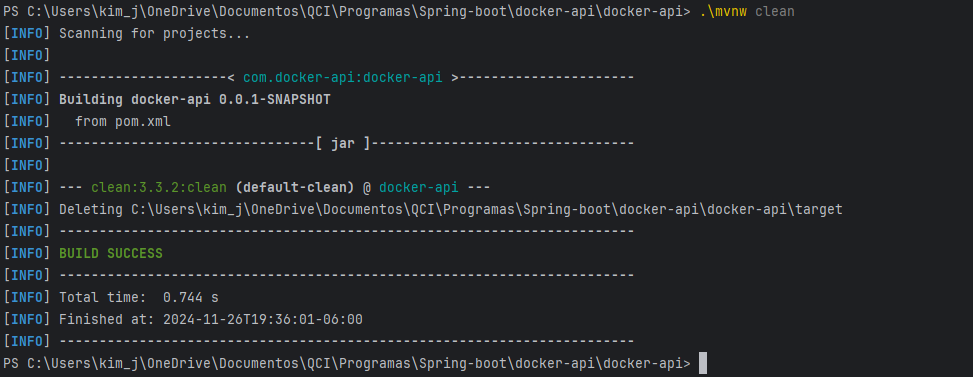 PS C:\Users\kim_j\OneDrive\Documentos\QCI\Programas\Spring-boot\docker-api\docker-api> .\mvnw clean
[INFO] Scanning for projects...
[INFO]
[INFO] --------------------< com.docker-api:docker-api >----------------------
[INFO] Building docker-api 0.0.1-SNAPSHOT
[INFO]   from pom.xml
[INFO] --------------------------------[ jar ]---------------------------------
[INFO]
[INFO] --- clean:3.3.2:clean (default-clean) @ docker-api ---
[INFO] Deleting C:\Users\kim_j\OneDrive\Documentos\QCI\Programas\Spring-boot\docker-api\docker-api\target
[INFO] ------------------------------------------------------------------------
[INFO] BUILD SUCCESS
[INFO] ------------------------------------------------------------------------
[INFO] Total time:  0.744 s
[INFO] Finished at: 2024-11-26T19:36:01-06:00
[INFO] ------------------------------------------------------------------------
PS C:\Users\kim_j\OneDrive\Documentos\QCI\Programas\Spring-boot\docker-api\docker-api>